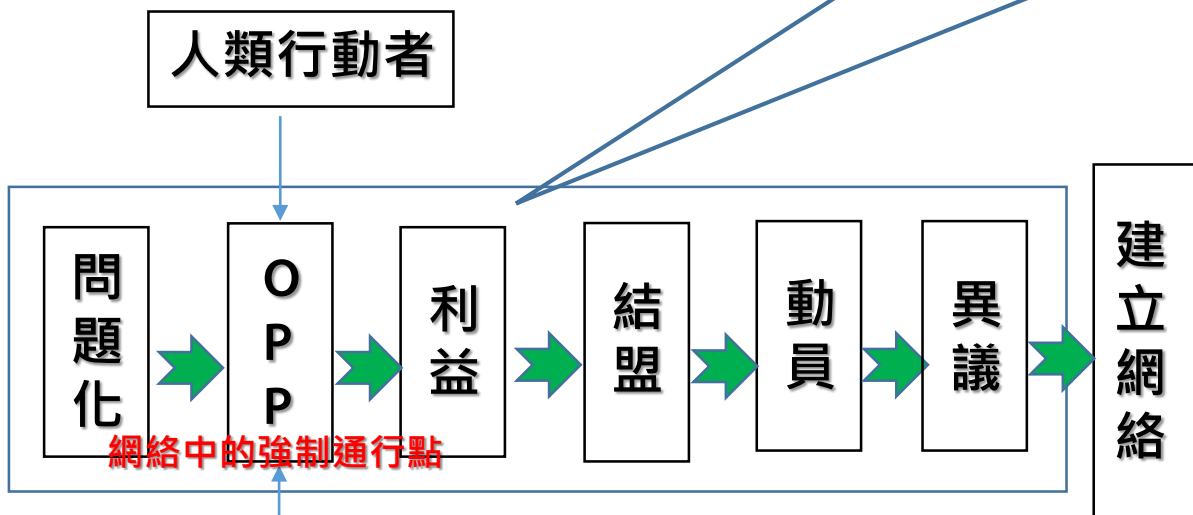 人類行動者
問題化
OPP
利益
結盟
動員
異議
建立網絡
網絡中的強制通行點